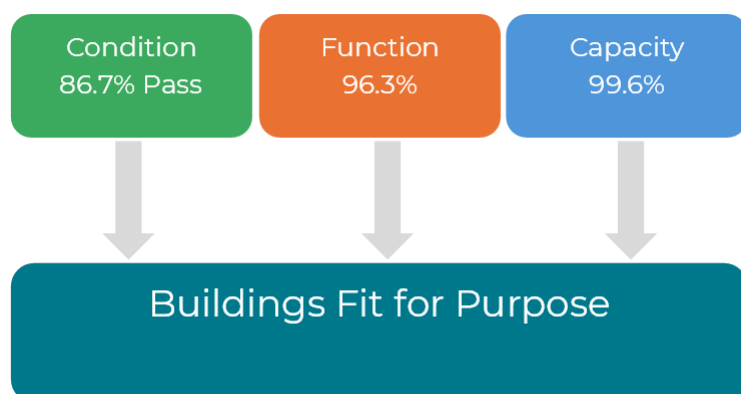 Condition
86.7% Pass
Function
96.3%
Capacity
99.6%
Buildings Fit for Purpose